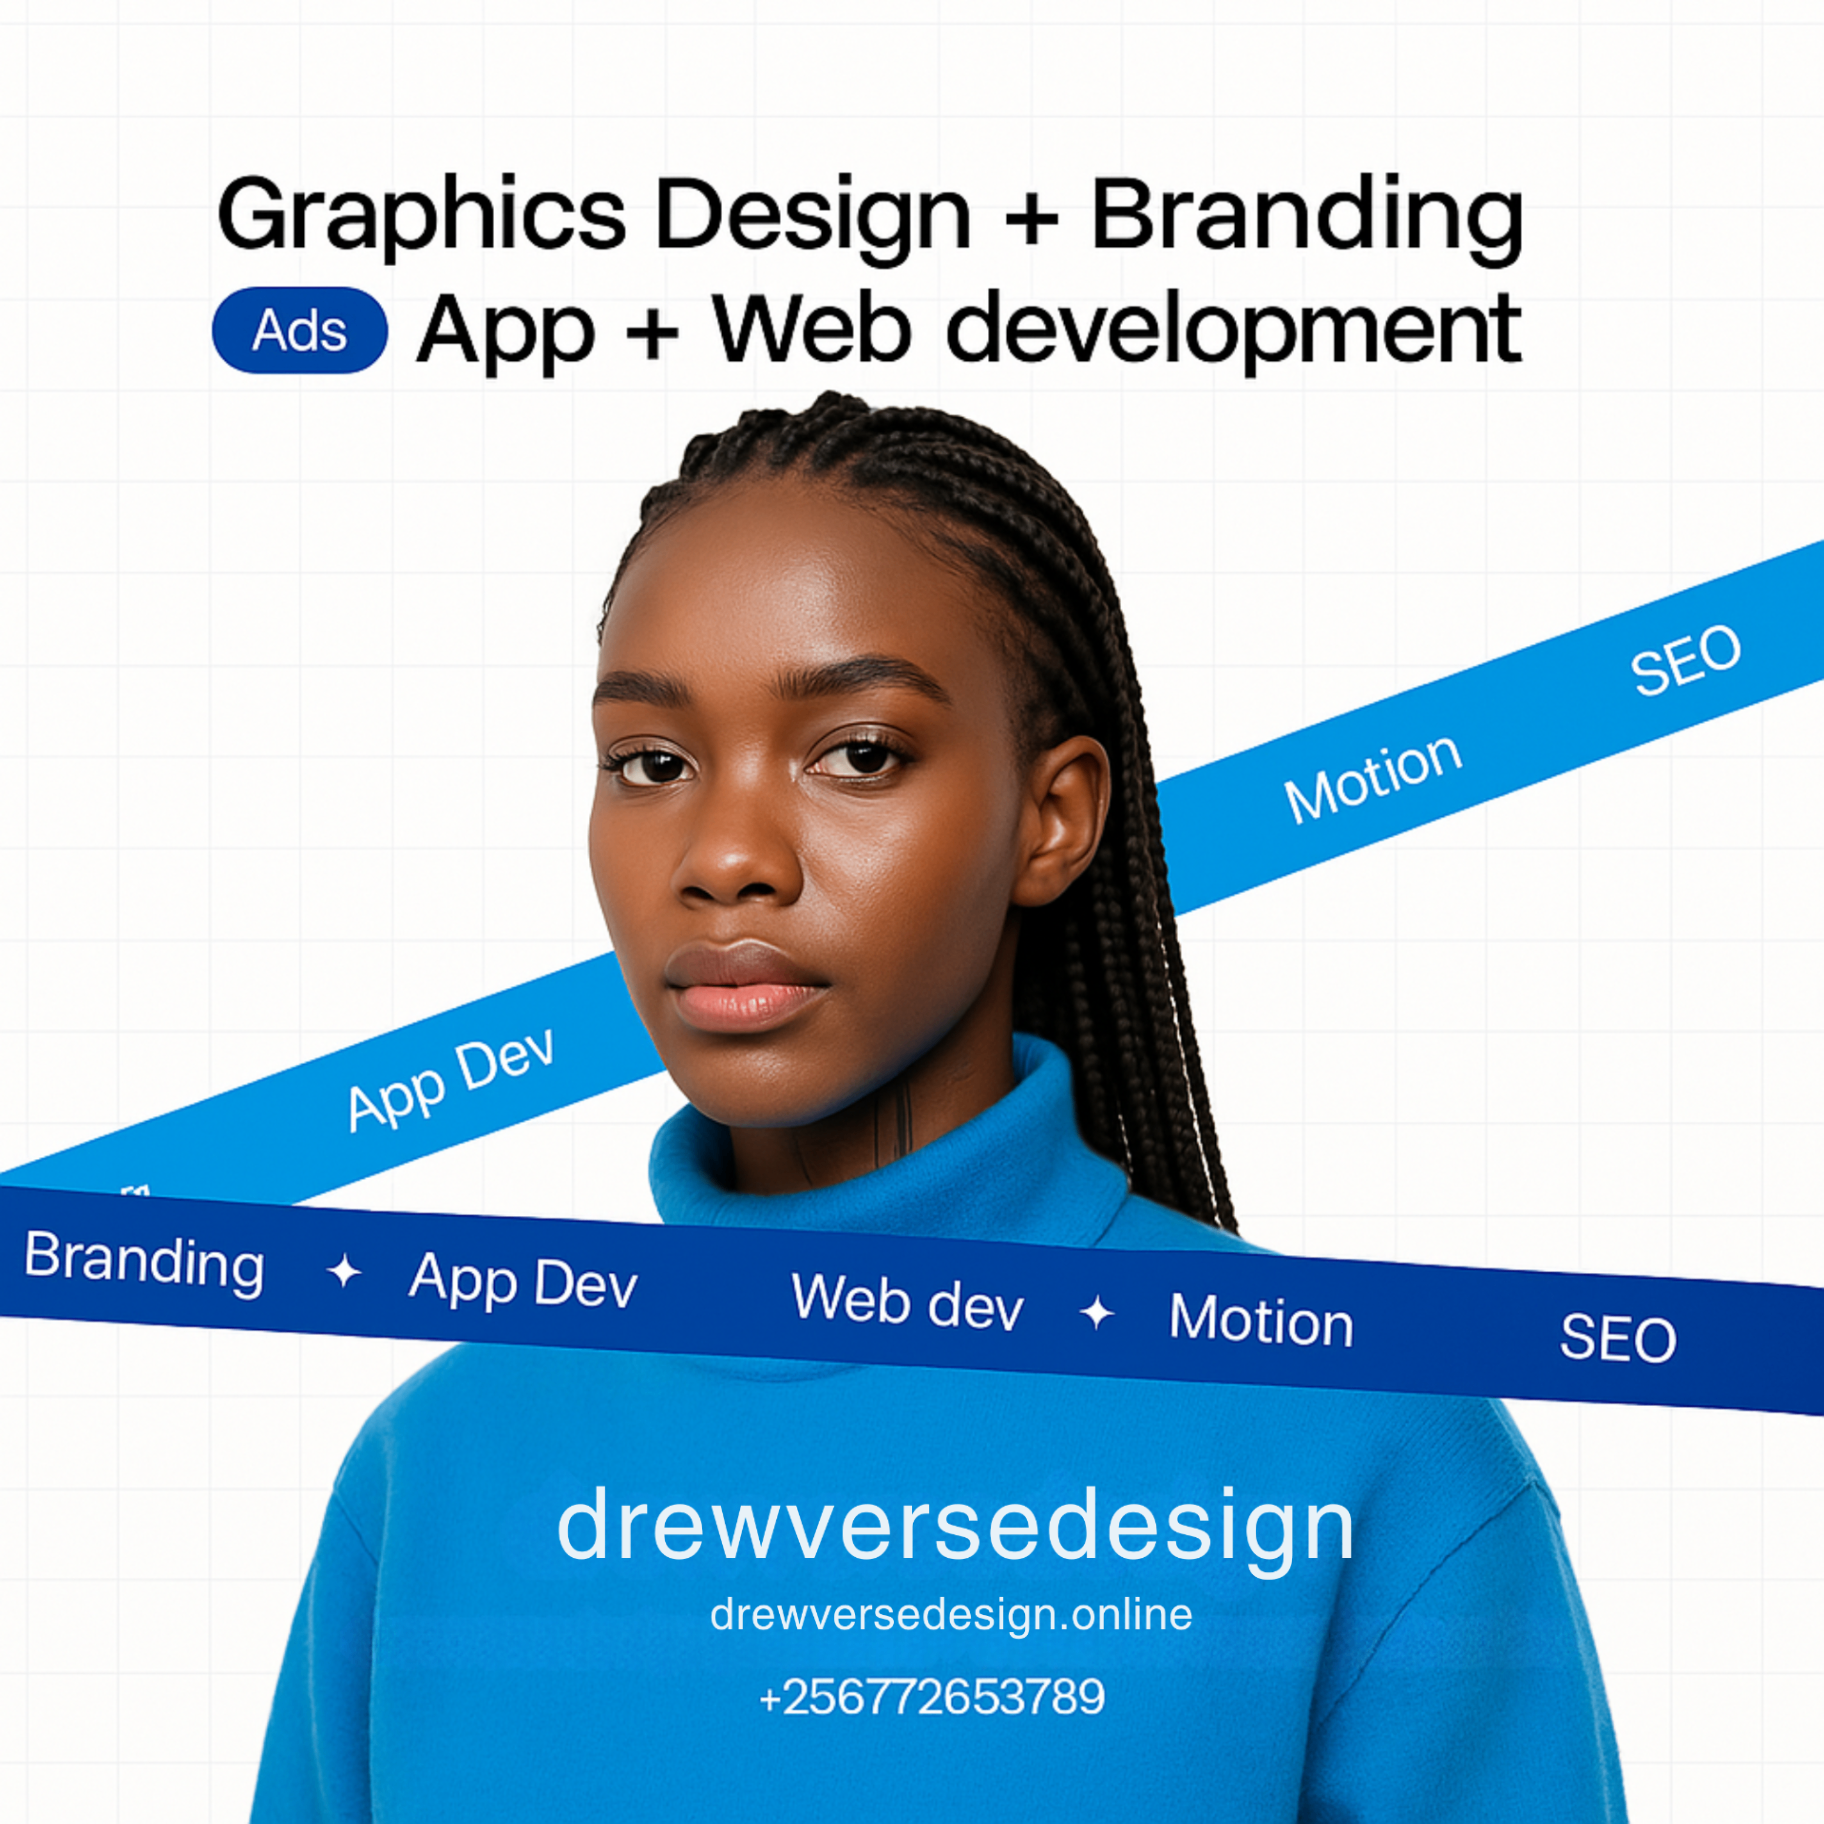 Graphics Design + Branding
Ads App + Web development
SEO
Motion
App Dev
Branding ✦ App Dev Web dev ✦ Motion SEO
drewversedesign
drewversedesign.online
+256772653789